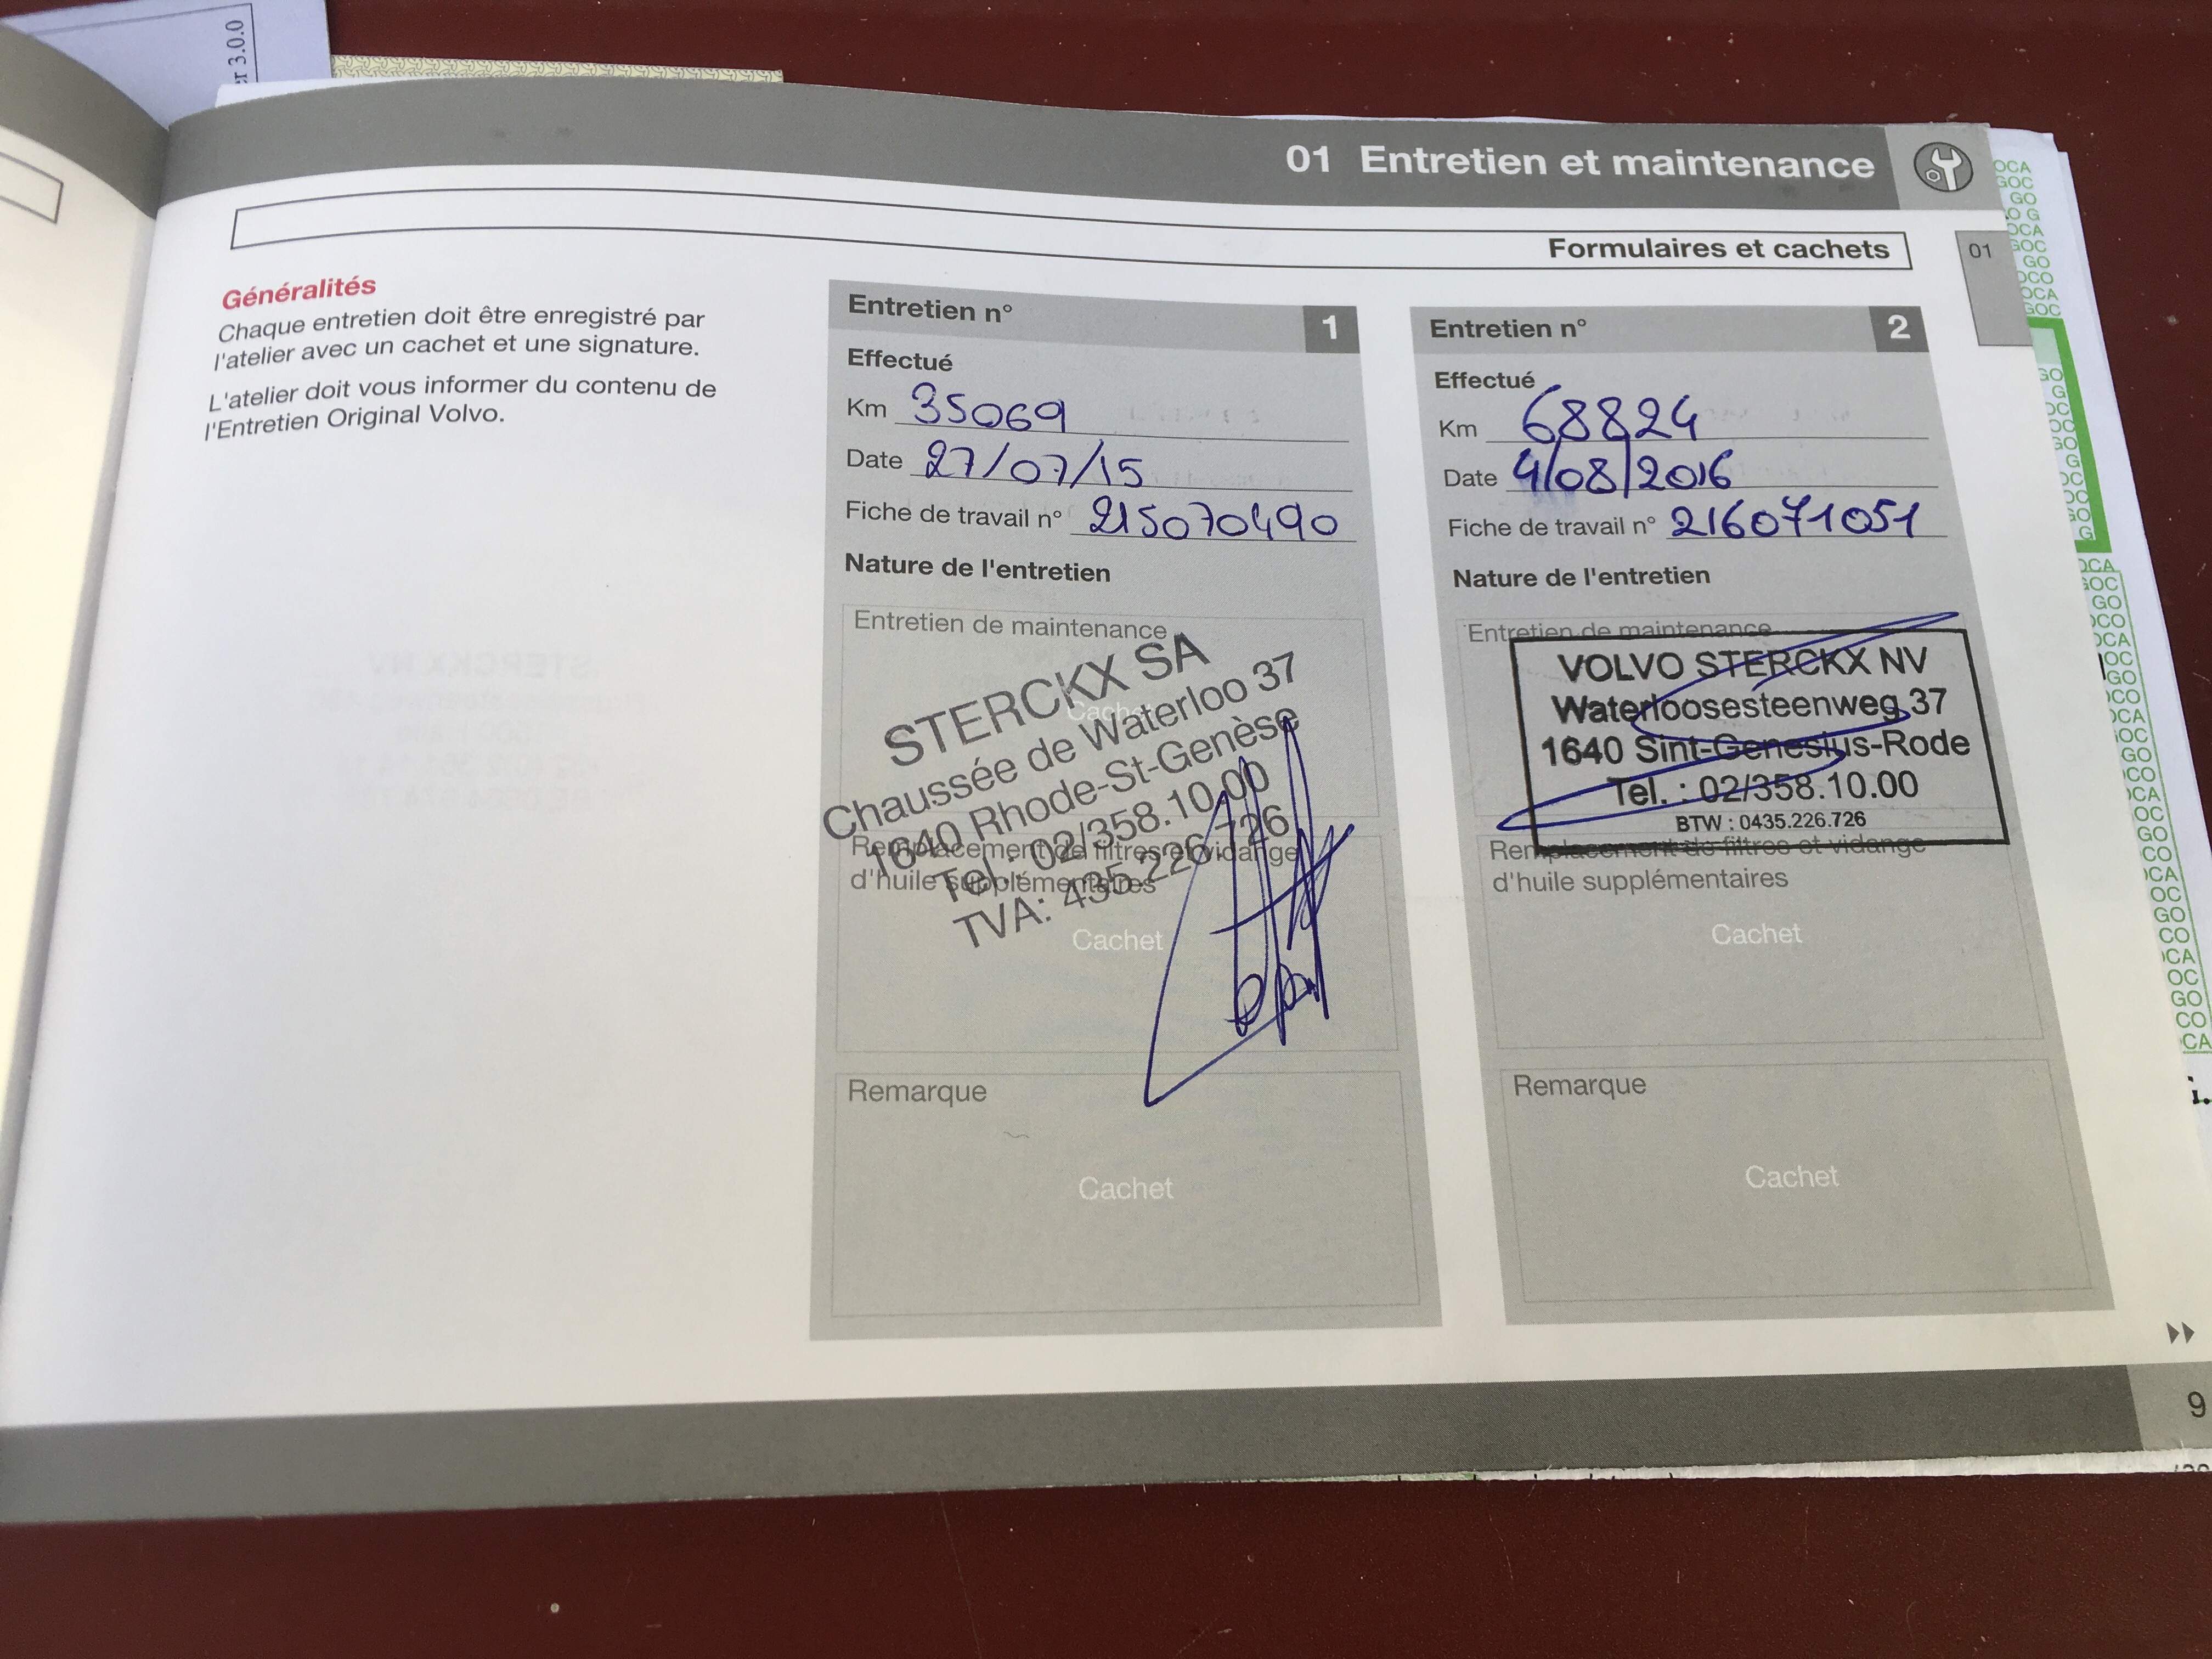 er 3.0.0
01 Entretien et maintenance
Formulaires et cachets
01
Généralités
Chaque entretien doit être enregistré par
l'atelier avec un cachet et une signature.
L'atelier doit vous informer du contenu de
l'Entretien Original Volvo.
Entretien n° 1
Effectué
Km 35069
Date 27/07/15
Fiche de travail n° 215070490
Nature de l'entretien
Entretien de maintenance
Cachet
STERCKX SA
Chaussée de Waterloo 37
1640 Rhode-St-Genèse
Tel. : 02/358.10.00
TVA: 435.226.726
Remplacement de filtres et vidange
d'huile supplémentaires
Cachet
Remarque
Cachet
Entretien n° 2
Effectué
Km 68824
Date 4/08/2016
Fiche de travail n° 216071051
Nature de l'entretien
Entretien de maintenance
VOLVO STERCKX NV
Waterloosesteenweg 37
1640 Sint-Genesius-Rode
Tel. : 02/358.10.00
BTW : 0435.226.726
Remplacement de filtres et vidange
d'huile supplémentaires
Cachet
Remarque
Cachet
9